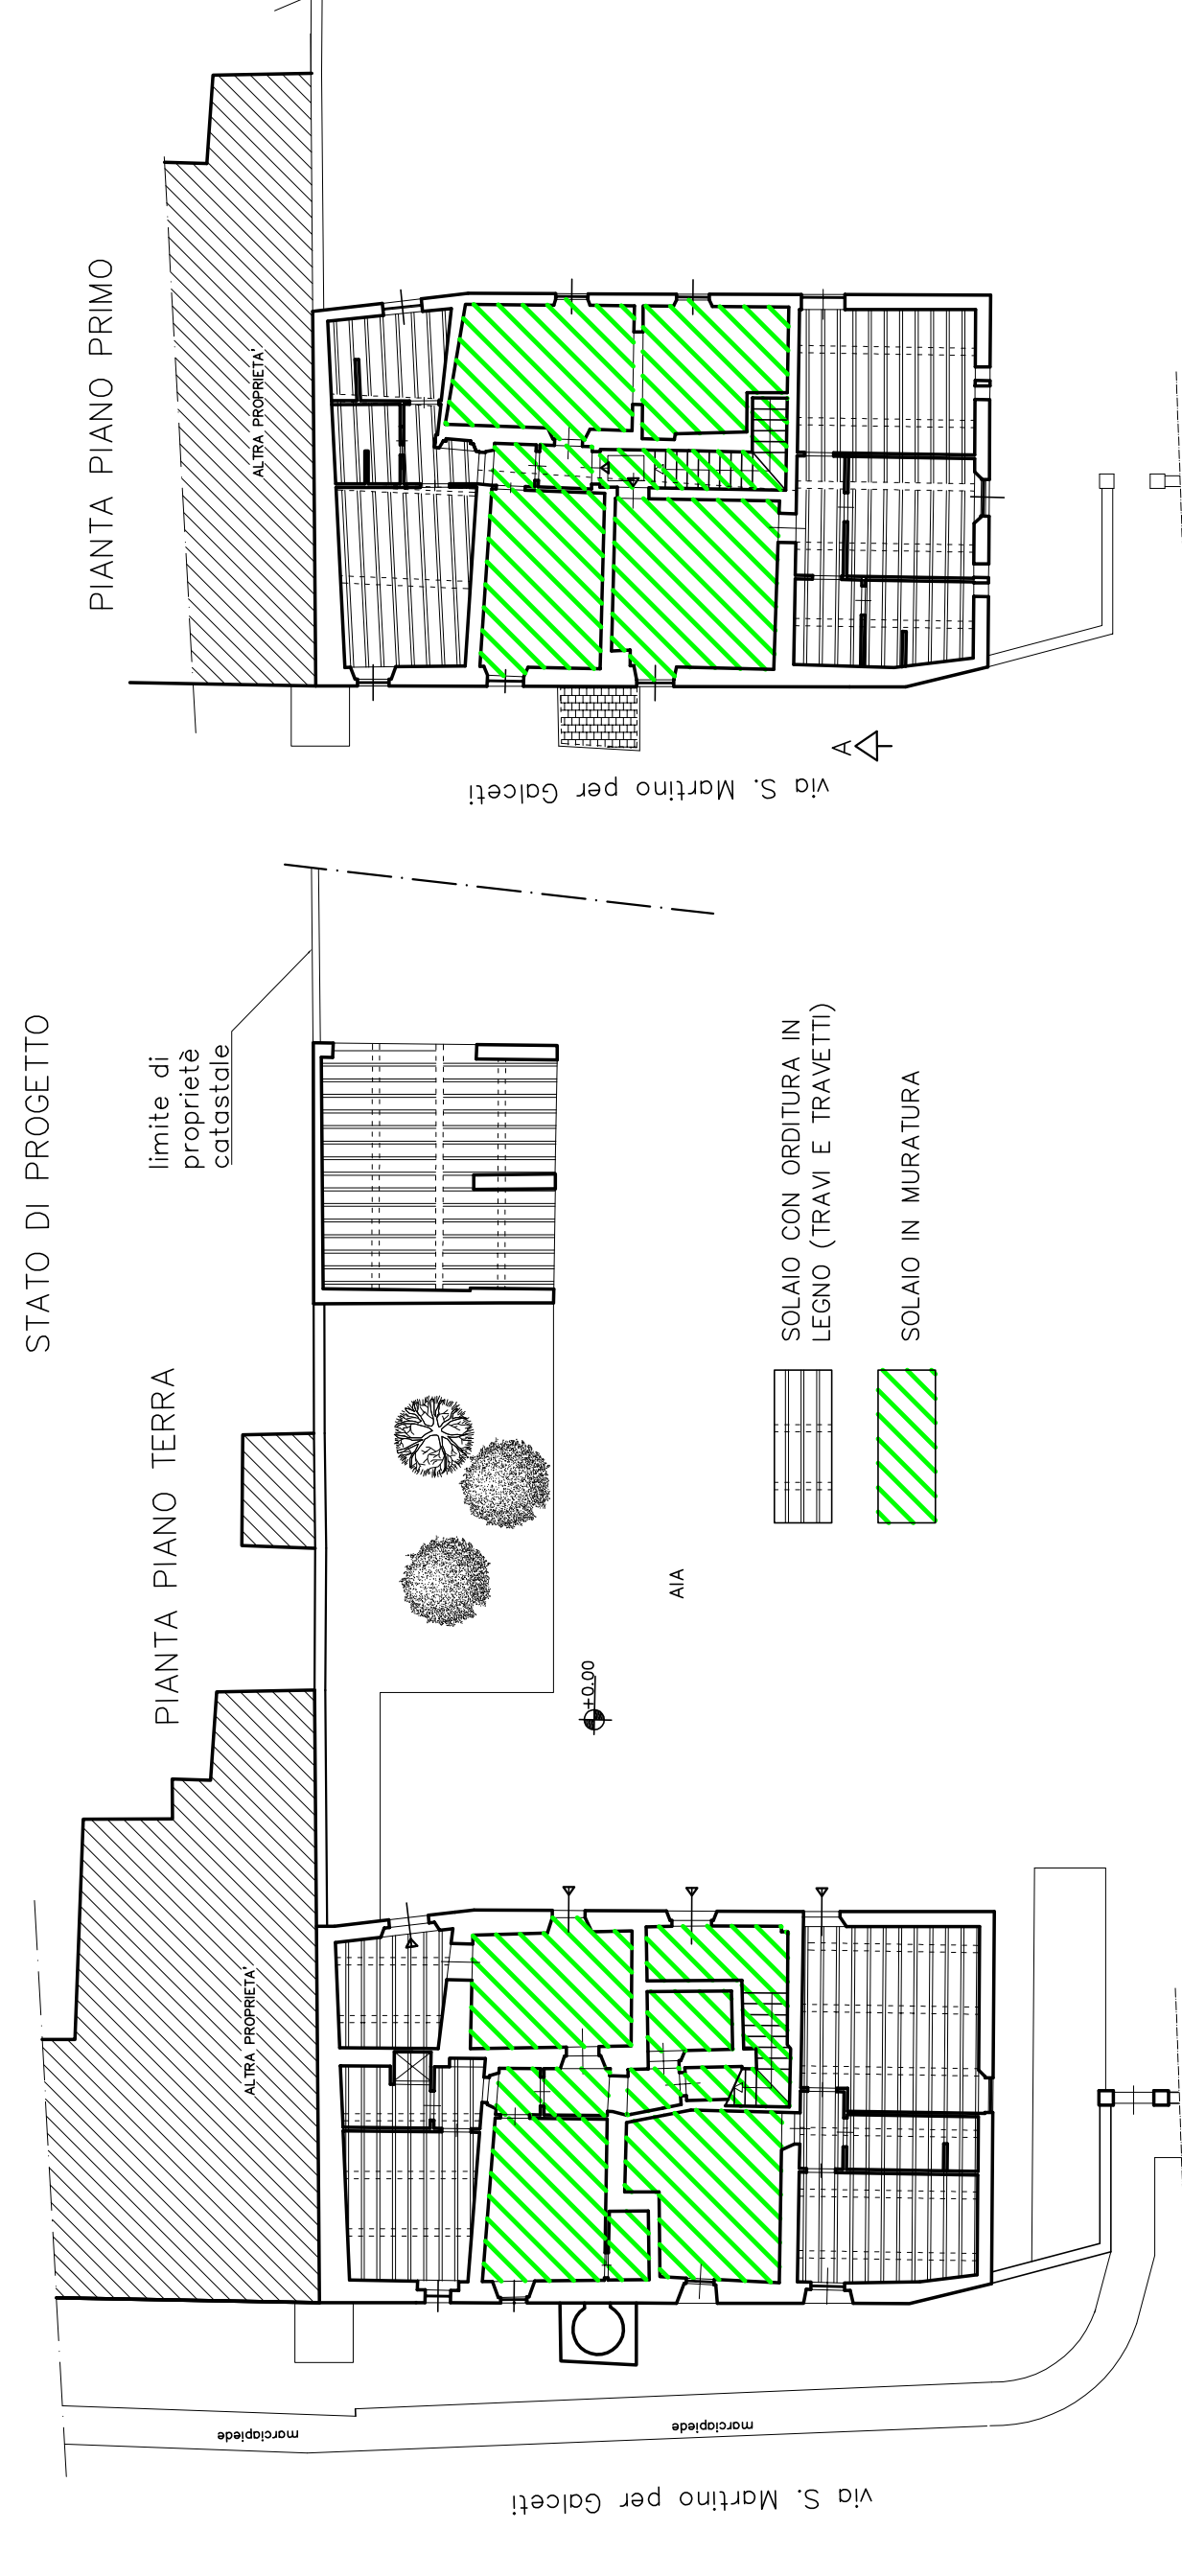 STATO DI PROGETTO
PIANTA PIANO TERRA
limite di
proprietè
catastale
ALTRA PROPRIETA'
+0.00
AIA
SOLAIO CON ORDITURA IN
LEGNO (TRAVI E TRAVETTI)
SOLAIO IN MURATURA
marciapiede
marciapiede
via S. Martino per Galceti
PIANTA PIANO PRIMO
ALTRA PROPRIETA'
A
via S. Martino per Galceti